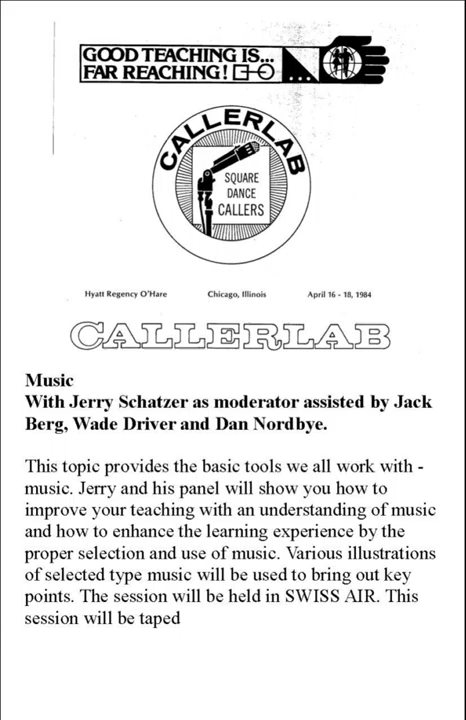 GOOD TEACHING IS...
FAR REACHING!
CALLERLAB
SQUARE
DANCE
CALLERS
Hyatt Regency O'Hare Chicago, Illinois April 16 - 18, 1984
CALLERLAB
Music
With Jerry Schatzer as moderator assisted by Jack
Berg, Wade Driver and Dan Nordbye.
This topic provides the basic tools we all work with -
music. Jerry and his panel will show you how to
improve your teaching with an understanding of music
and how to enhance the learning experience by the
proper selection and use of music. Various illustrations
of selected type music will be used to bring out key
points. The session will be held in SWISS AIR. This
session will be taped